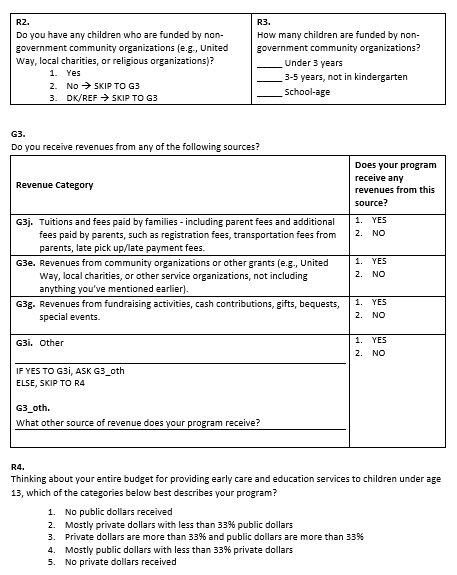 R2.
Do you have any children who are funded by non-
government community organizations (e.g., United
Way, local charities, or religious organizations)?
1. Yes
2. No → SKIP TO G3
3. DK/REF → SKIP TO G3
R3.
How many children are funded by non-
government community organizations?
_____ Under 3 years
_____ 3-5 years, not in kindergarten
_____ School-age
G3.
Do you receive revenues from any of the following sources?
Revenue Category
Does your program
receive any
revenues from this
source?
G3j. Tuitions and fees paid by families - including parent fees and additional
fees paid by parents, such as registration fees, transportation fees from
parents, late pick up/late payment fees.
1. YES
2. NO
G3e. Revenues from community organizations or other grants (e.g., United
Way, local charities, or other service organizations, not including
anything you've mentioned earlier).
1. YES
2. NO
G3g. Revenues from fundraising activities, cash contributions, gifts, bequests,
special events.
1. YES
2. NO
G3i. Other
1. YES
2. NO
IF YES TO G3i, ASK G3_oth
ELSE, SKIP TO R4
G3_oth.
What other source of revenue does your program receive?
R4.
Thinking about your entire budget for providing early care and education services to children under age
13, which of the categories below best describes your program?
1. No public dollars received
2. Mostly private dollars with less than 33% public dollars
3. Private dollars are more than 33% and public dollars are more than 33%
4. Mostly public dollars with less than 33% private dollars
5. No private dollars received